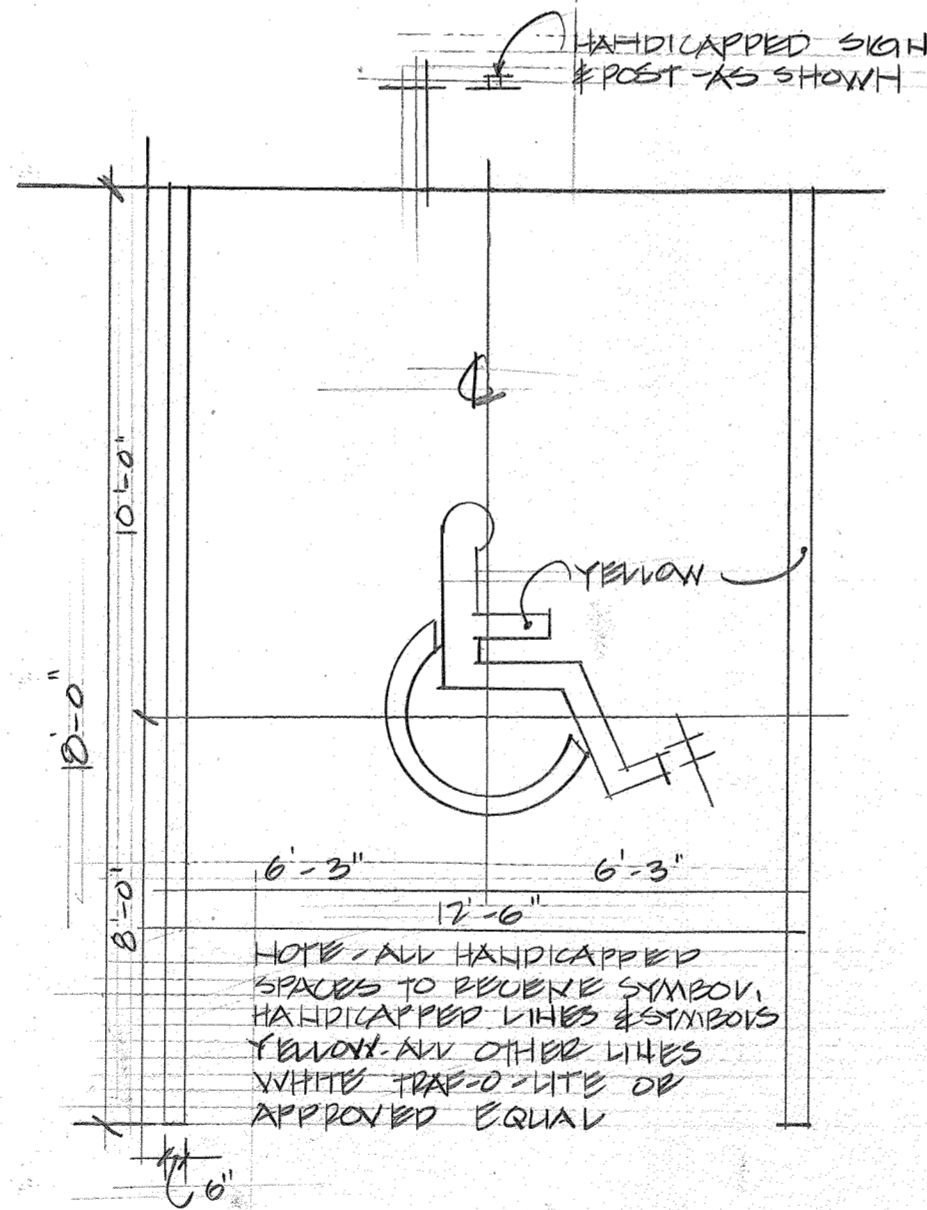 HANDICAPPED SIGN
& POST-AS SHOWN
10'-0"
YELLOW
18'-0"
6'-3" 6'-3"
8'-0"
12'-6"
NOTE-ALL HANDICAPPED
SPACES TO RECEIVE SYMBOL.
HANDICAPPED LINES & SYMBOLS
YELLOW-ALL OTHER LINES
WHITE TRAF-O-LITE OR
APPROVED EQUAL
6"